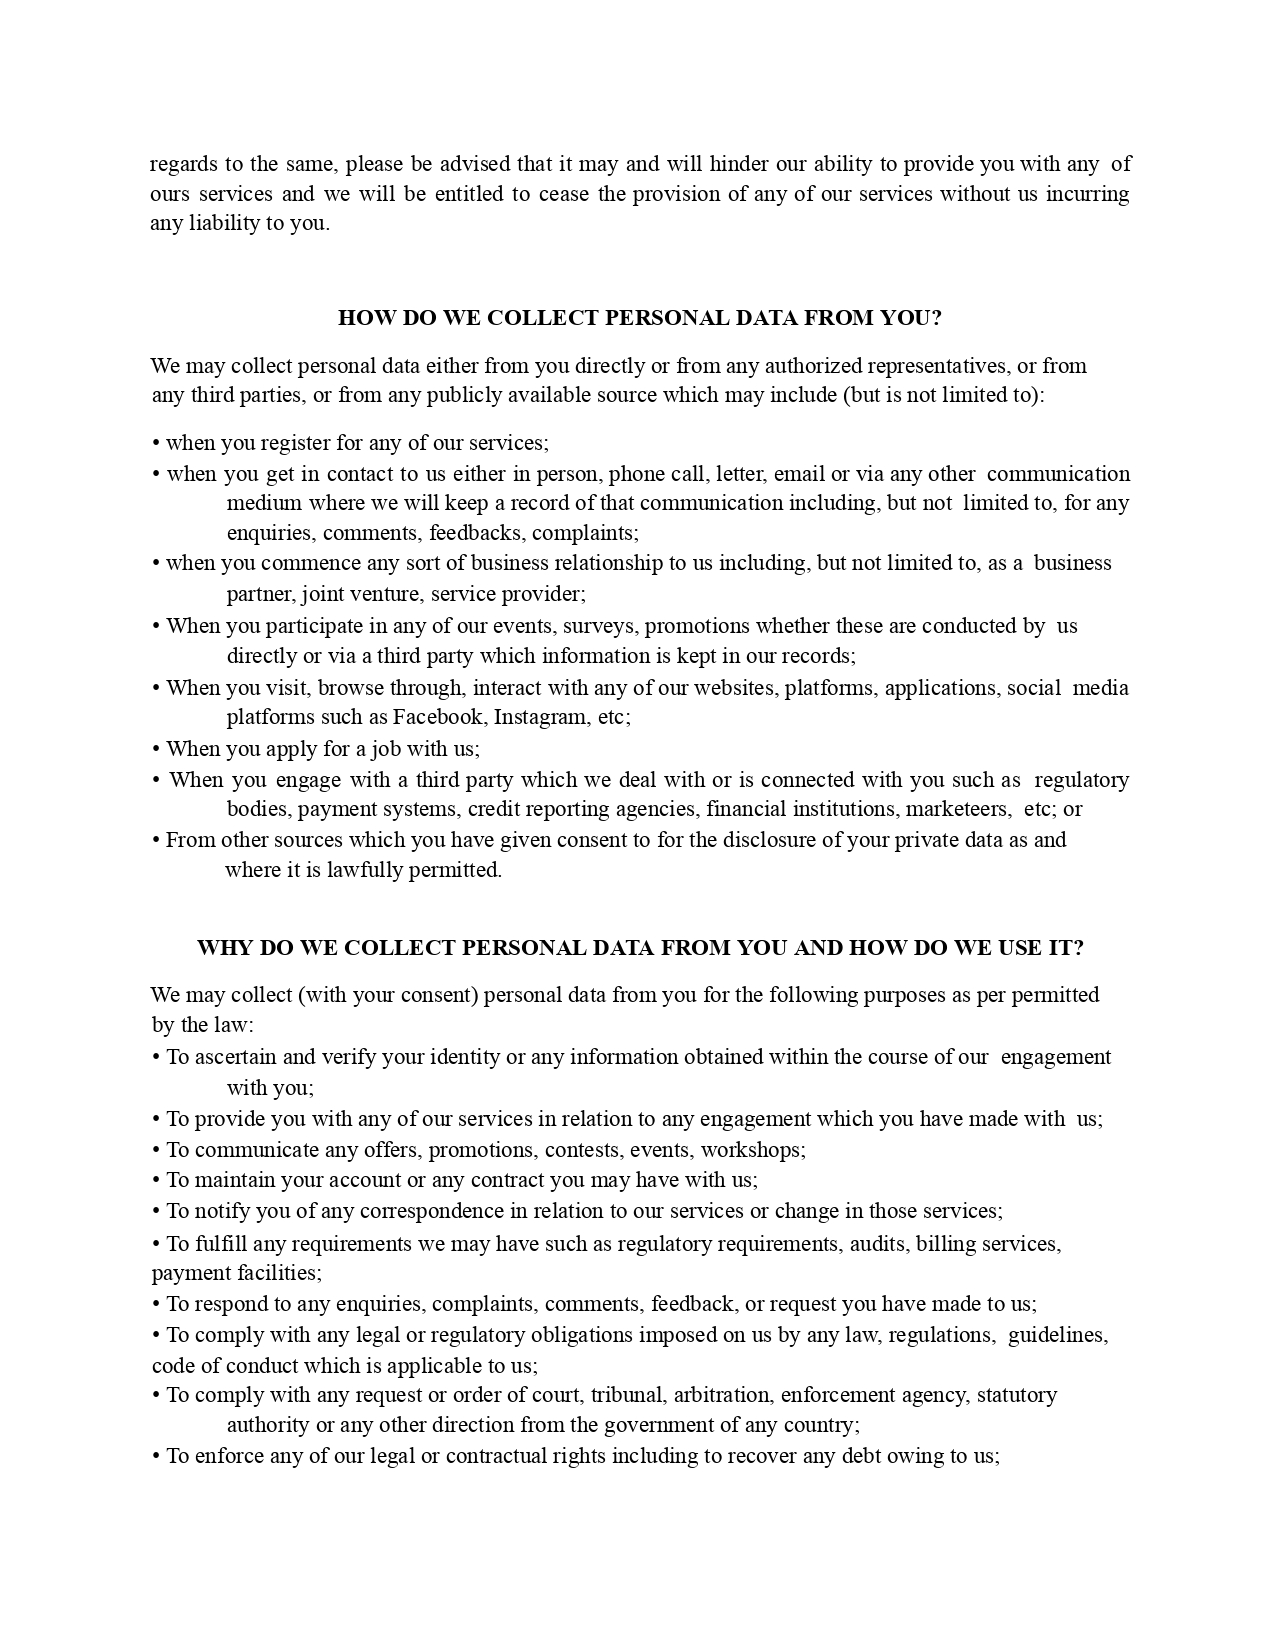 regards to the same, please be advised that it may and will hinder our ability to provide you with any of
ours services and we will be entitled to cease the provision of any of our services without us incurring
any liability to you.
HOW DO WE COLLECT PERSONAL DATA FROM YOU?
We may collect personal data either from you directly or from any authorized representatives, or from
any third parties, or from any publicly available source which may include (but is not limited to):
• when you register for any of our services;
• when you get in contact to us either in person, phone call, letter, email or via any other communication
medium where we will keep a record of that communication including, but not limited to, for any
enquiries, comments, feedbacks, complaints;
• when you commence any sort of business relationship to us including, but not limited to, as a business
partner, joint venture, service provider;
• When you participate in any of our events, surveys, promotions whether these are conducted by us
directly or via a third party which information is kept in our records;
• When you visit, browse through, interact with any of our websites, platforms, applications, social media
platforms such as Facebook, Instagram, etc;
• When you apply for a job with us;
• When you engage with a third party which we deal with or is connected with you such as regulatory
bodies, payment systems, credit reporting agencies, financial institutions, marketeers, etc; or
• From other sources which you have given consent to for the disclosure of your private data as and
where it is lawfully permitted.
WHY DO WE COLLECT PERSONAL DATA FROM YOU AND HOW DO WE USE IT?
We may collect (with your consent) personal data from you for the following purposes as per permitted
by the law:
• To ascertain and verify your identity or any information obtained within the course of our engagement
with you;
• To provide you with any of our services in relation to any engagement which you have made with us;
• To communicate any offers, promotions, contests, events, workshops;
• To maintain your account or any contract you may have with us;
• To notify you of any correspondence in relation to our services or change in those services;
• To fulfill any requirements we may have such as regulatory requirements, audits, billing services,
payment facilities;
• To respond to any enquiries, complaints, comments, feedback, or request you have made to us;
• To comply with any legal or regulatory obligations imposed on us by any law, regulations, guidelines,
code of conduct which is applicable to us;
• To comply with any request or order of court, tribunal, arbitration, enforcement agency, statutory
authority or any other direction from the government of any country;
• To enforce any of our legal or contractual rights including to recover any debt owing to us;